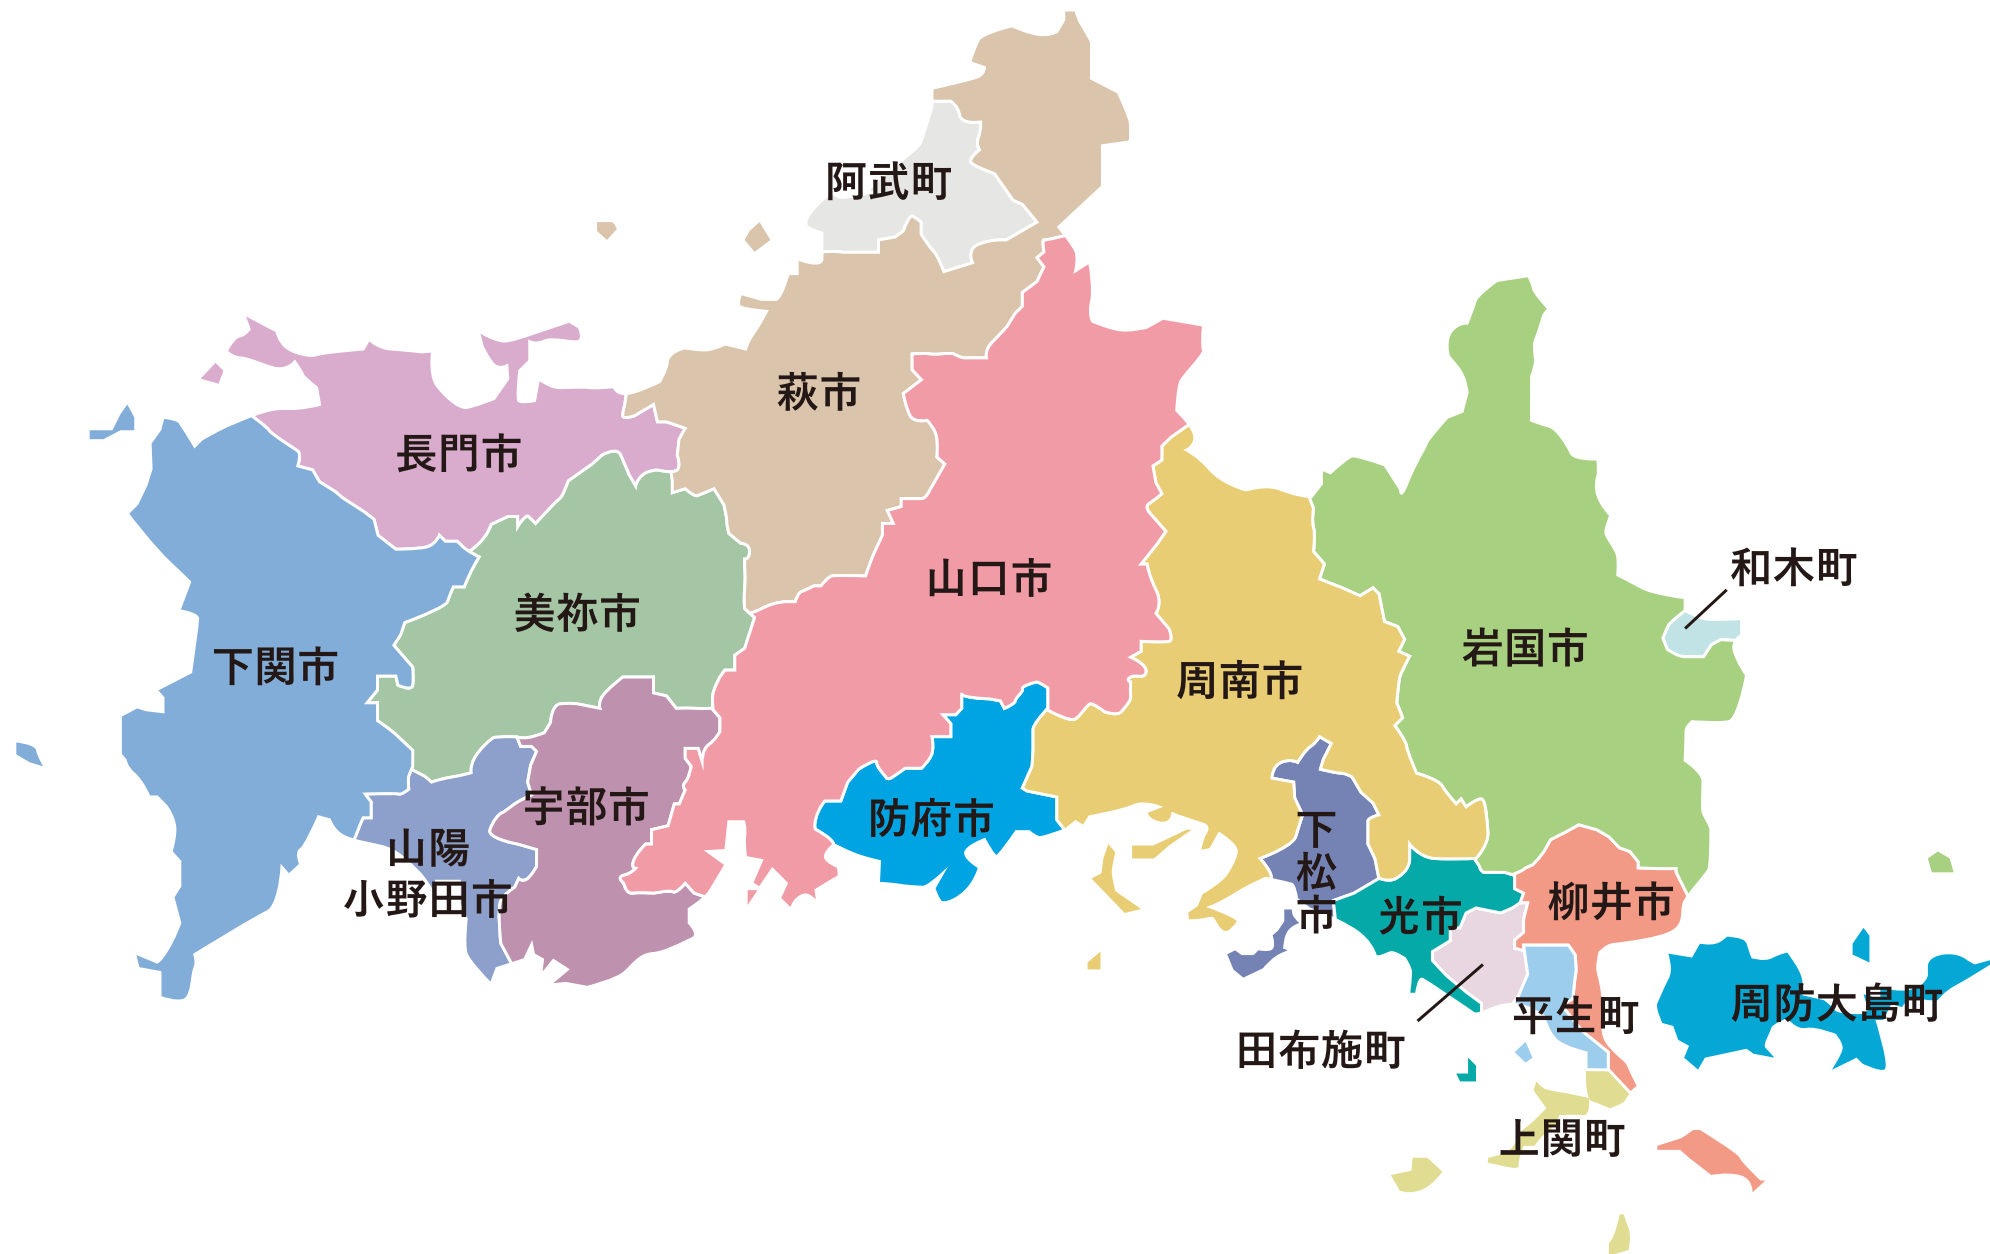 阿武町
萩市
長門市
山口市
和木町
美祢市
岩国市
下関市
周南市
宇部市
防府市
下松市
山陽
小野田市
柳井市
光市
周防大島町
平生町
田布施町
上関町